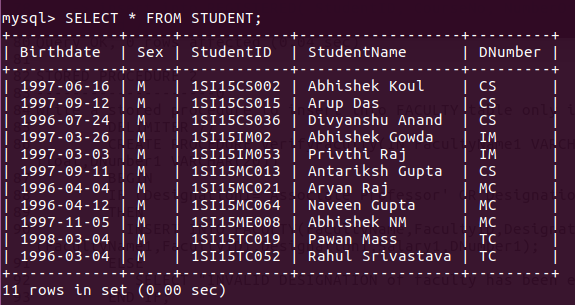 mysql> SELECT * FROM STUDENT;
+------------+-----+------------+-------------------+---------+
| Birthdate | Sex | StudentID | StudentName | DNumber |
+------------+-----+------------+-------------------+---------+
| 1997-06-16 | M | 1SI15CS002 | Abhishek Koul | CS |
| 1997-09-12 | M | 1SI15CS015 | Arup Das | CS |
| 1996-07-24 | M | 1SI15CS036 | Divyanshu Anand | CS |
| 1997-03-26 | M | 1SI15IM02 | Abhishek Gowda | IM |
| 1997-03-03 | M | 1SI15IM053 | Privthi Raj | IM |
| 1997-09-11 | M | 1SI15MC013 | Antariksh Gupta | CS |
| 1996-04-04 | M | 1SI15MC021 | Aryan Raj | MC |
| 1996-04-12 | M | 1SI15MC064 | Naveen Gupta | MC |
| 1997-11-05 | M | 1SI15ME008 | Abhishek NM | MC |
| 1998-03-04 | M | 1SI15TC019 | Pawan Mass | TC |
| 1996-03-04 | M | 1SI15TC052 | Rahul Srivastava | TC |
+------------+-----+------------+-------------------+---------+
11 rows in set (0.00 sec)